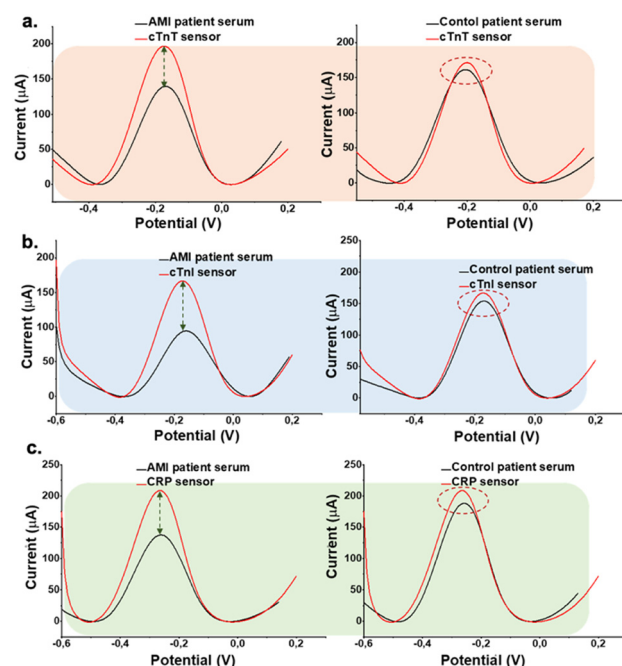 a.
AMI patient serum
cTnT sensor
Contol patient serum
cTnT sensor
Current (µA)
200
150
100
50
0
-0,4
-0,2
0,0
0,2
Potential (V)
Current (µA)
200
150
100
50
0
-0,4
-0,2
0,0
0,2
Potential (V)
b.
AMI patient serum
cTnI sensor
Control patient serum
cTnI sensor
Current (µA)
200
150
100
50
0
-0,6
-0,4
-0,2
0,0
0,2
Potential (V)
Current (µA)
250
200
150
100
50
0
-0,4
-0,2
0,0
0,2
Potential (V)
c.
AMI patient serum
CRP sensor
Control patient serum
CRP sensor
Current (µA)
250
200
150
100
50
0
-0,6
-0,4
-0,2
0,0
0,2
Potential (V)
Current (µA)
250
200
150
100
50
0
-0,6
-0,4
-0,2
0,0
0,2
Potential (V)